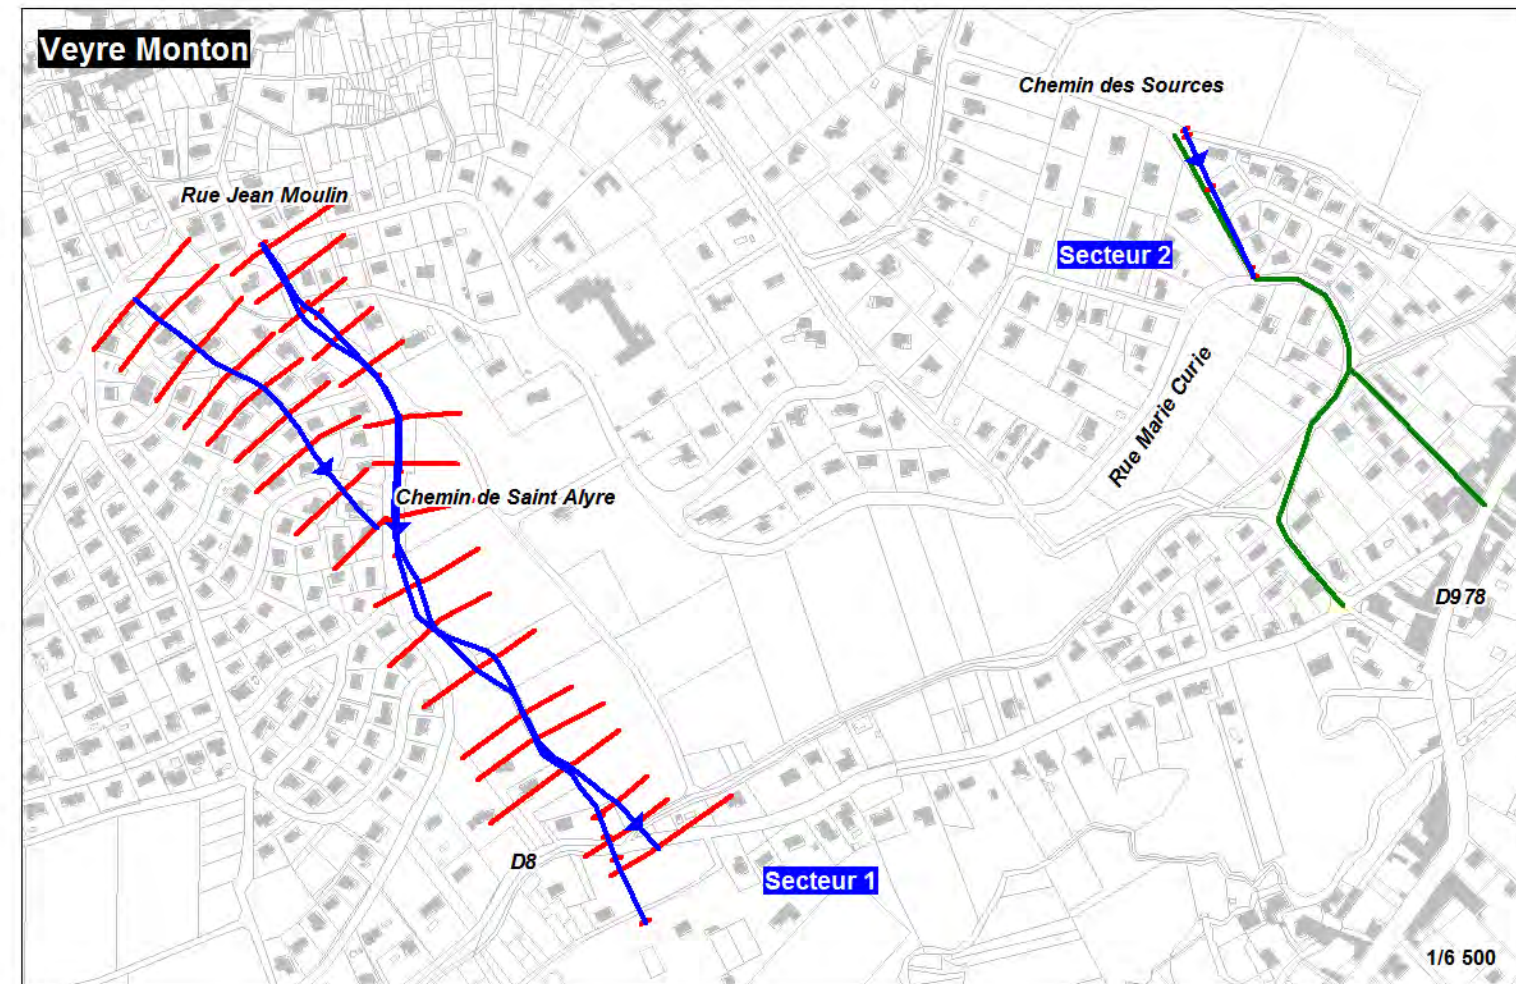 Veyre Monton
Chemin des Sources
Rue Jean Moulin
Secteur 2
Rue Marie Curie
Chemin de Saint Alyre
D978
D8
Secteur 1
1/6 500